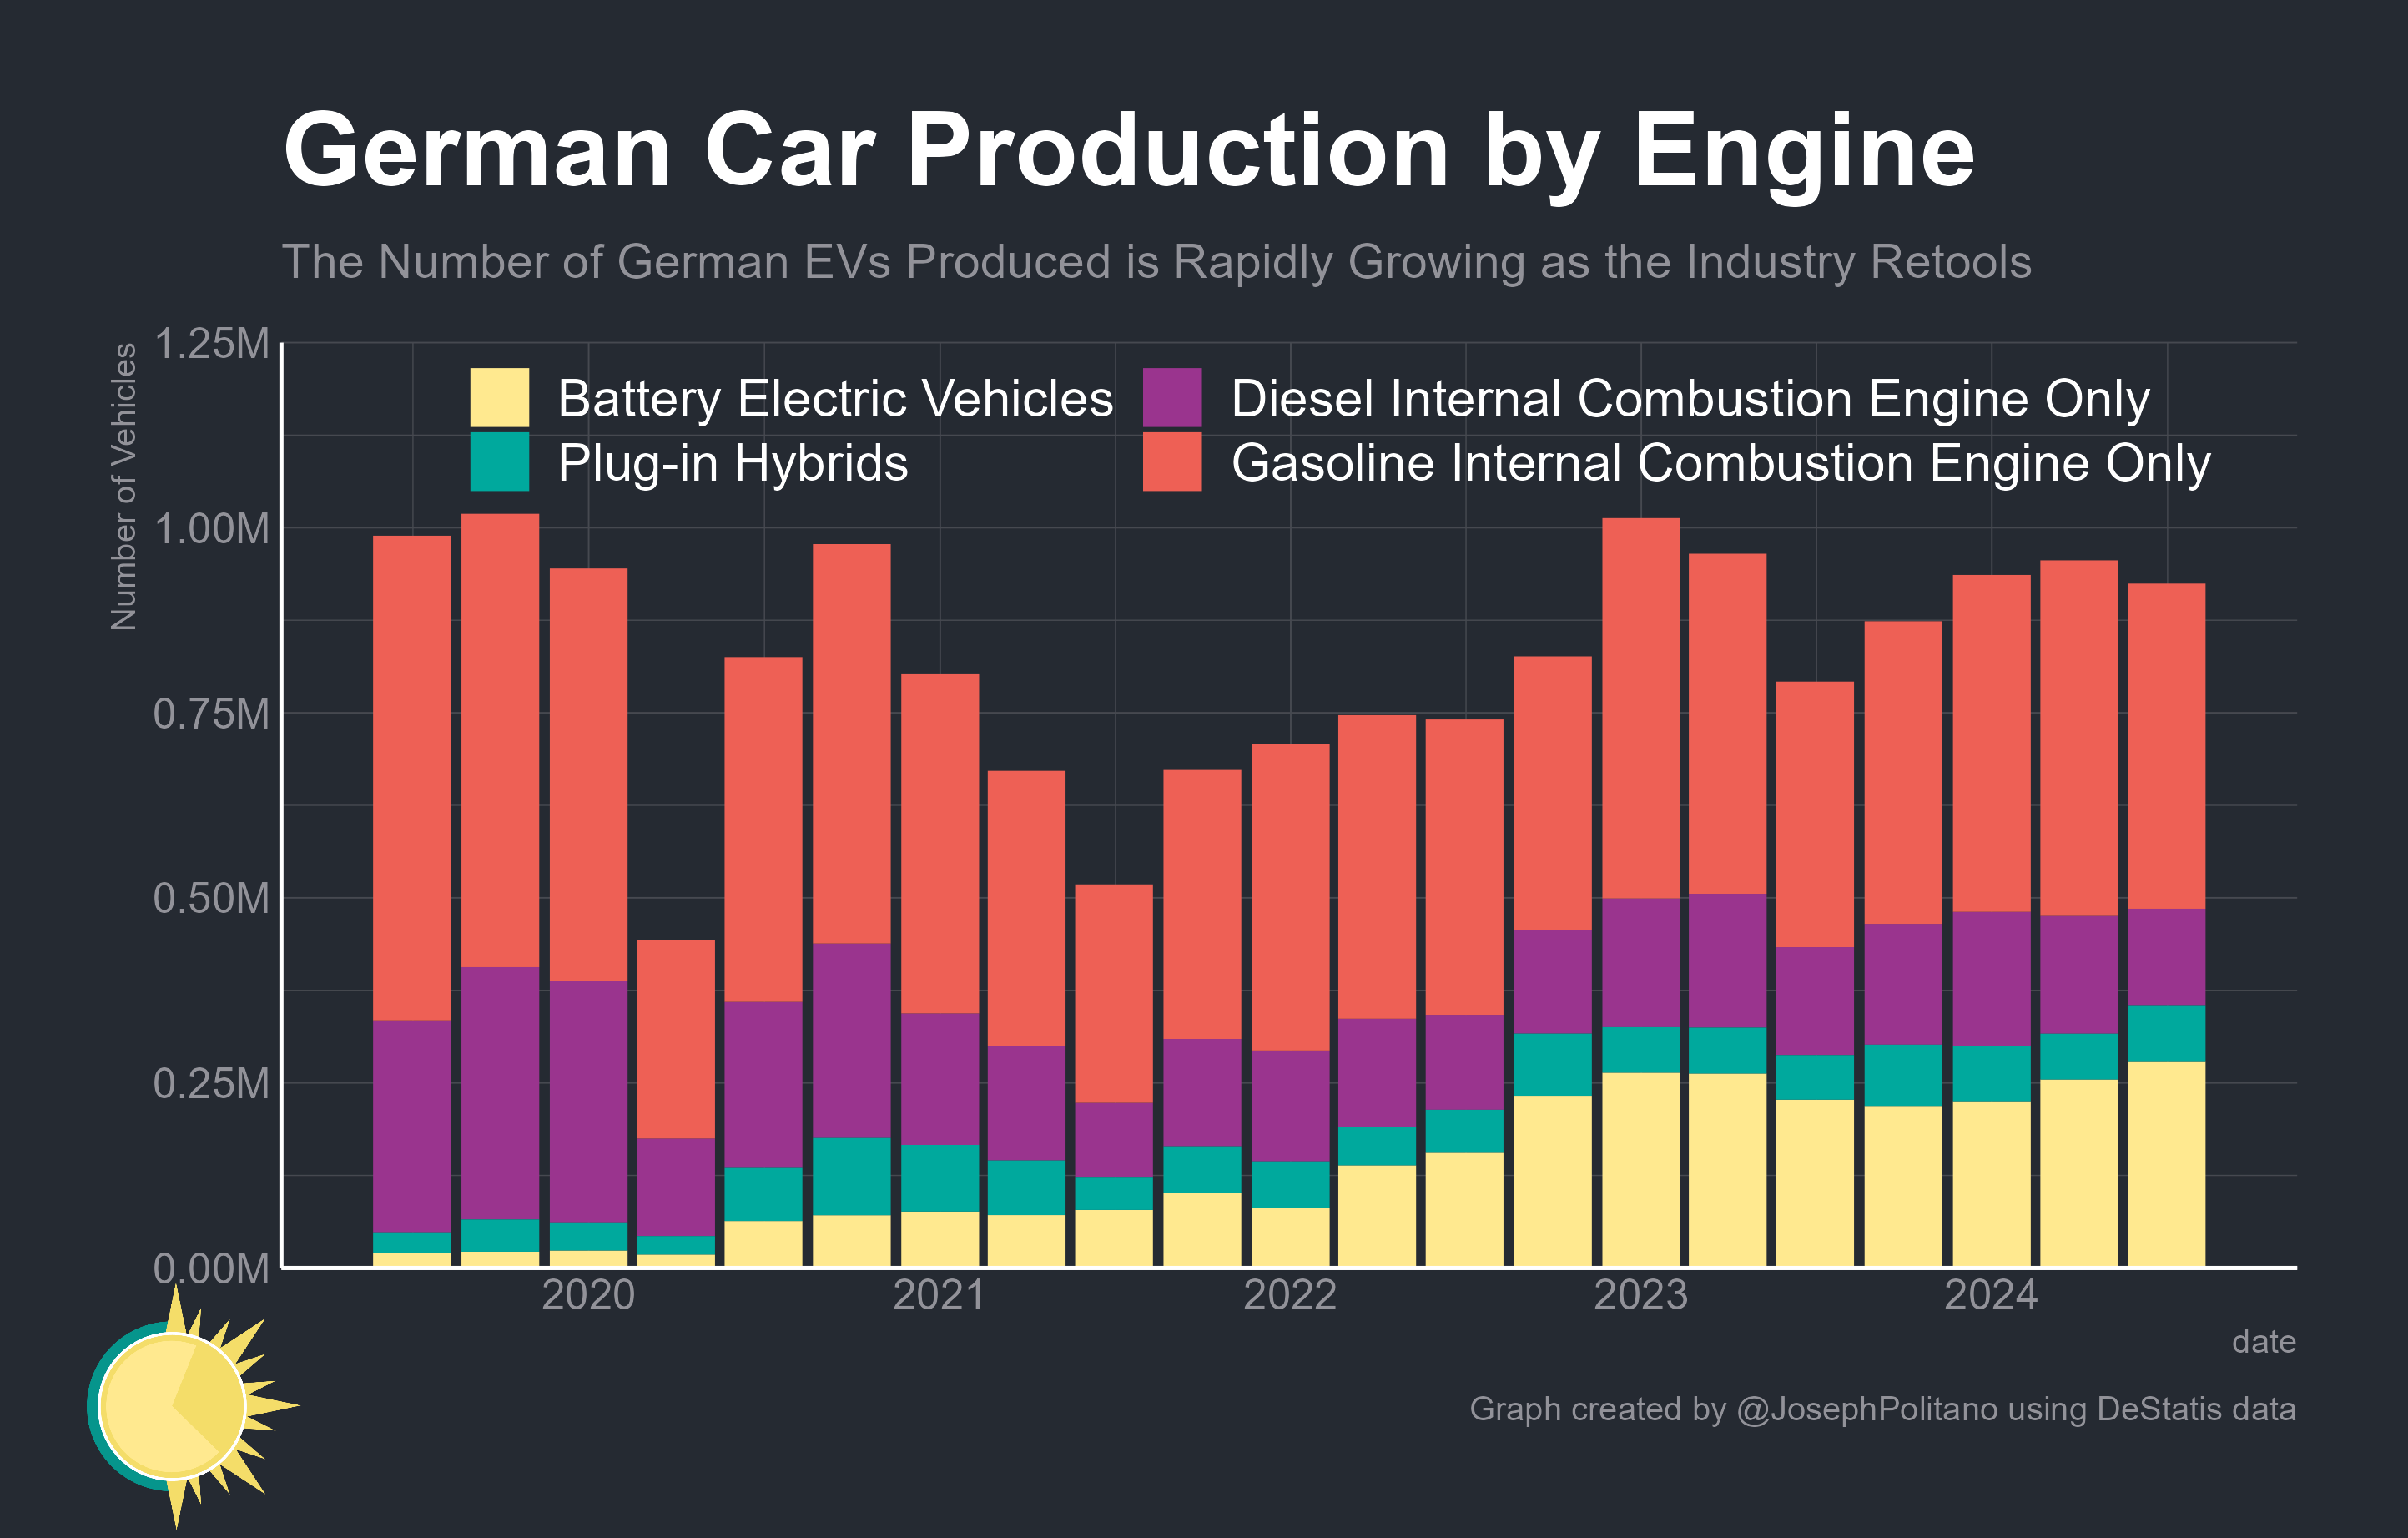 German Car Production by Engine
The Number of German EVs Produced is Rapidly Growing as the Industry Retools
Number of Vehicles
1.25M
1.00M
0.75M
0.50M
0.25M
0.00M
Battery Electric Vehicles
Plug-in Hybrids
Diesel Internal Combustion Engine Only
Gasoline Internal Combustion Engine Only
2020 2021 2022 2023 2024
date
Graph created by @JosephPolitano using DeStatis data